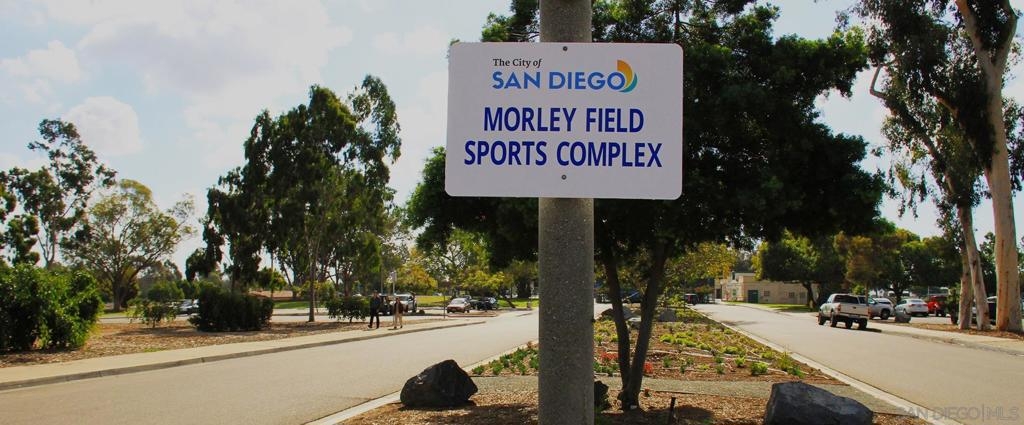 The City of
SAN DIEGO
MORLEY FIELD
SPORTS COMPLEX
SAN DIEGO|MLS